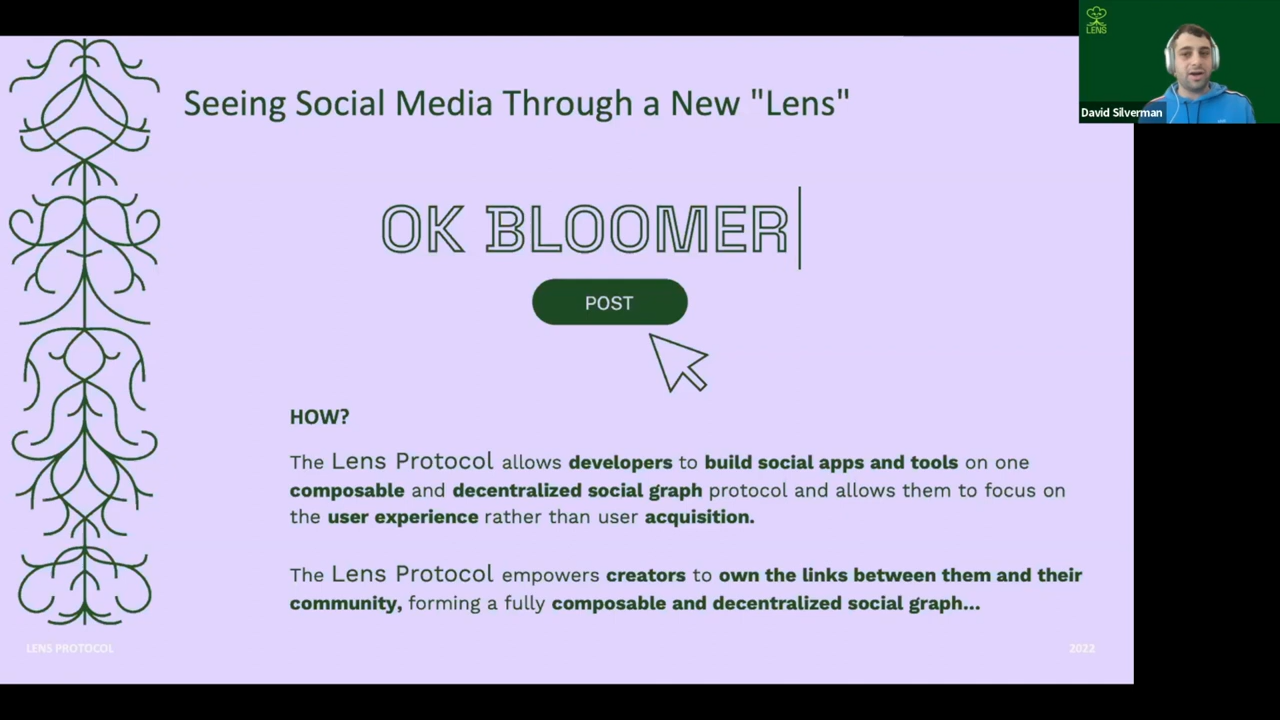 LENS
David Silverman
Seeing Social Media Through a New "Lens"
OK BLOOMER
POST
HOW?
The Lens Protocol allows developers to build social apps and tools on one
composable and decentralized social graph protocol and allows them to focus on
the user experience rather than user acquisition.
The Lens Protocol empowers creators to own the links between them and their
community, forming a fully composable and decentralized social graph...
LENS PROTOCOL
2022